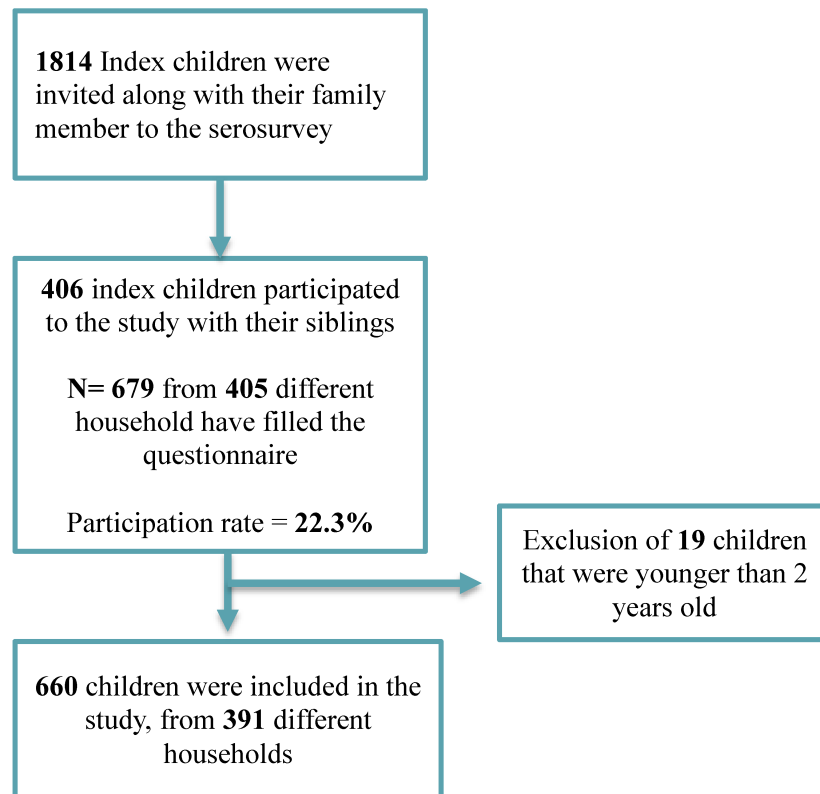 1814 Index children were
invited along with their family
member to the serosurvey
406 index children participated
to the study with their siblings
N= 679 from 405 different
household have filled the
questionnaire
Participation rate = 22.3%
Exclusion of 19 children
that were younger than 2
years old
660 children were included in the
study, from 391 different
households